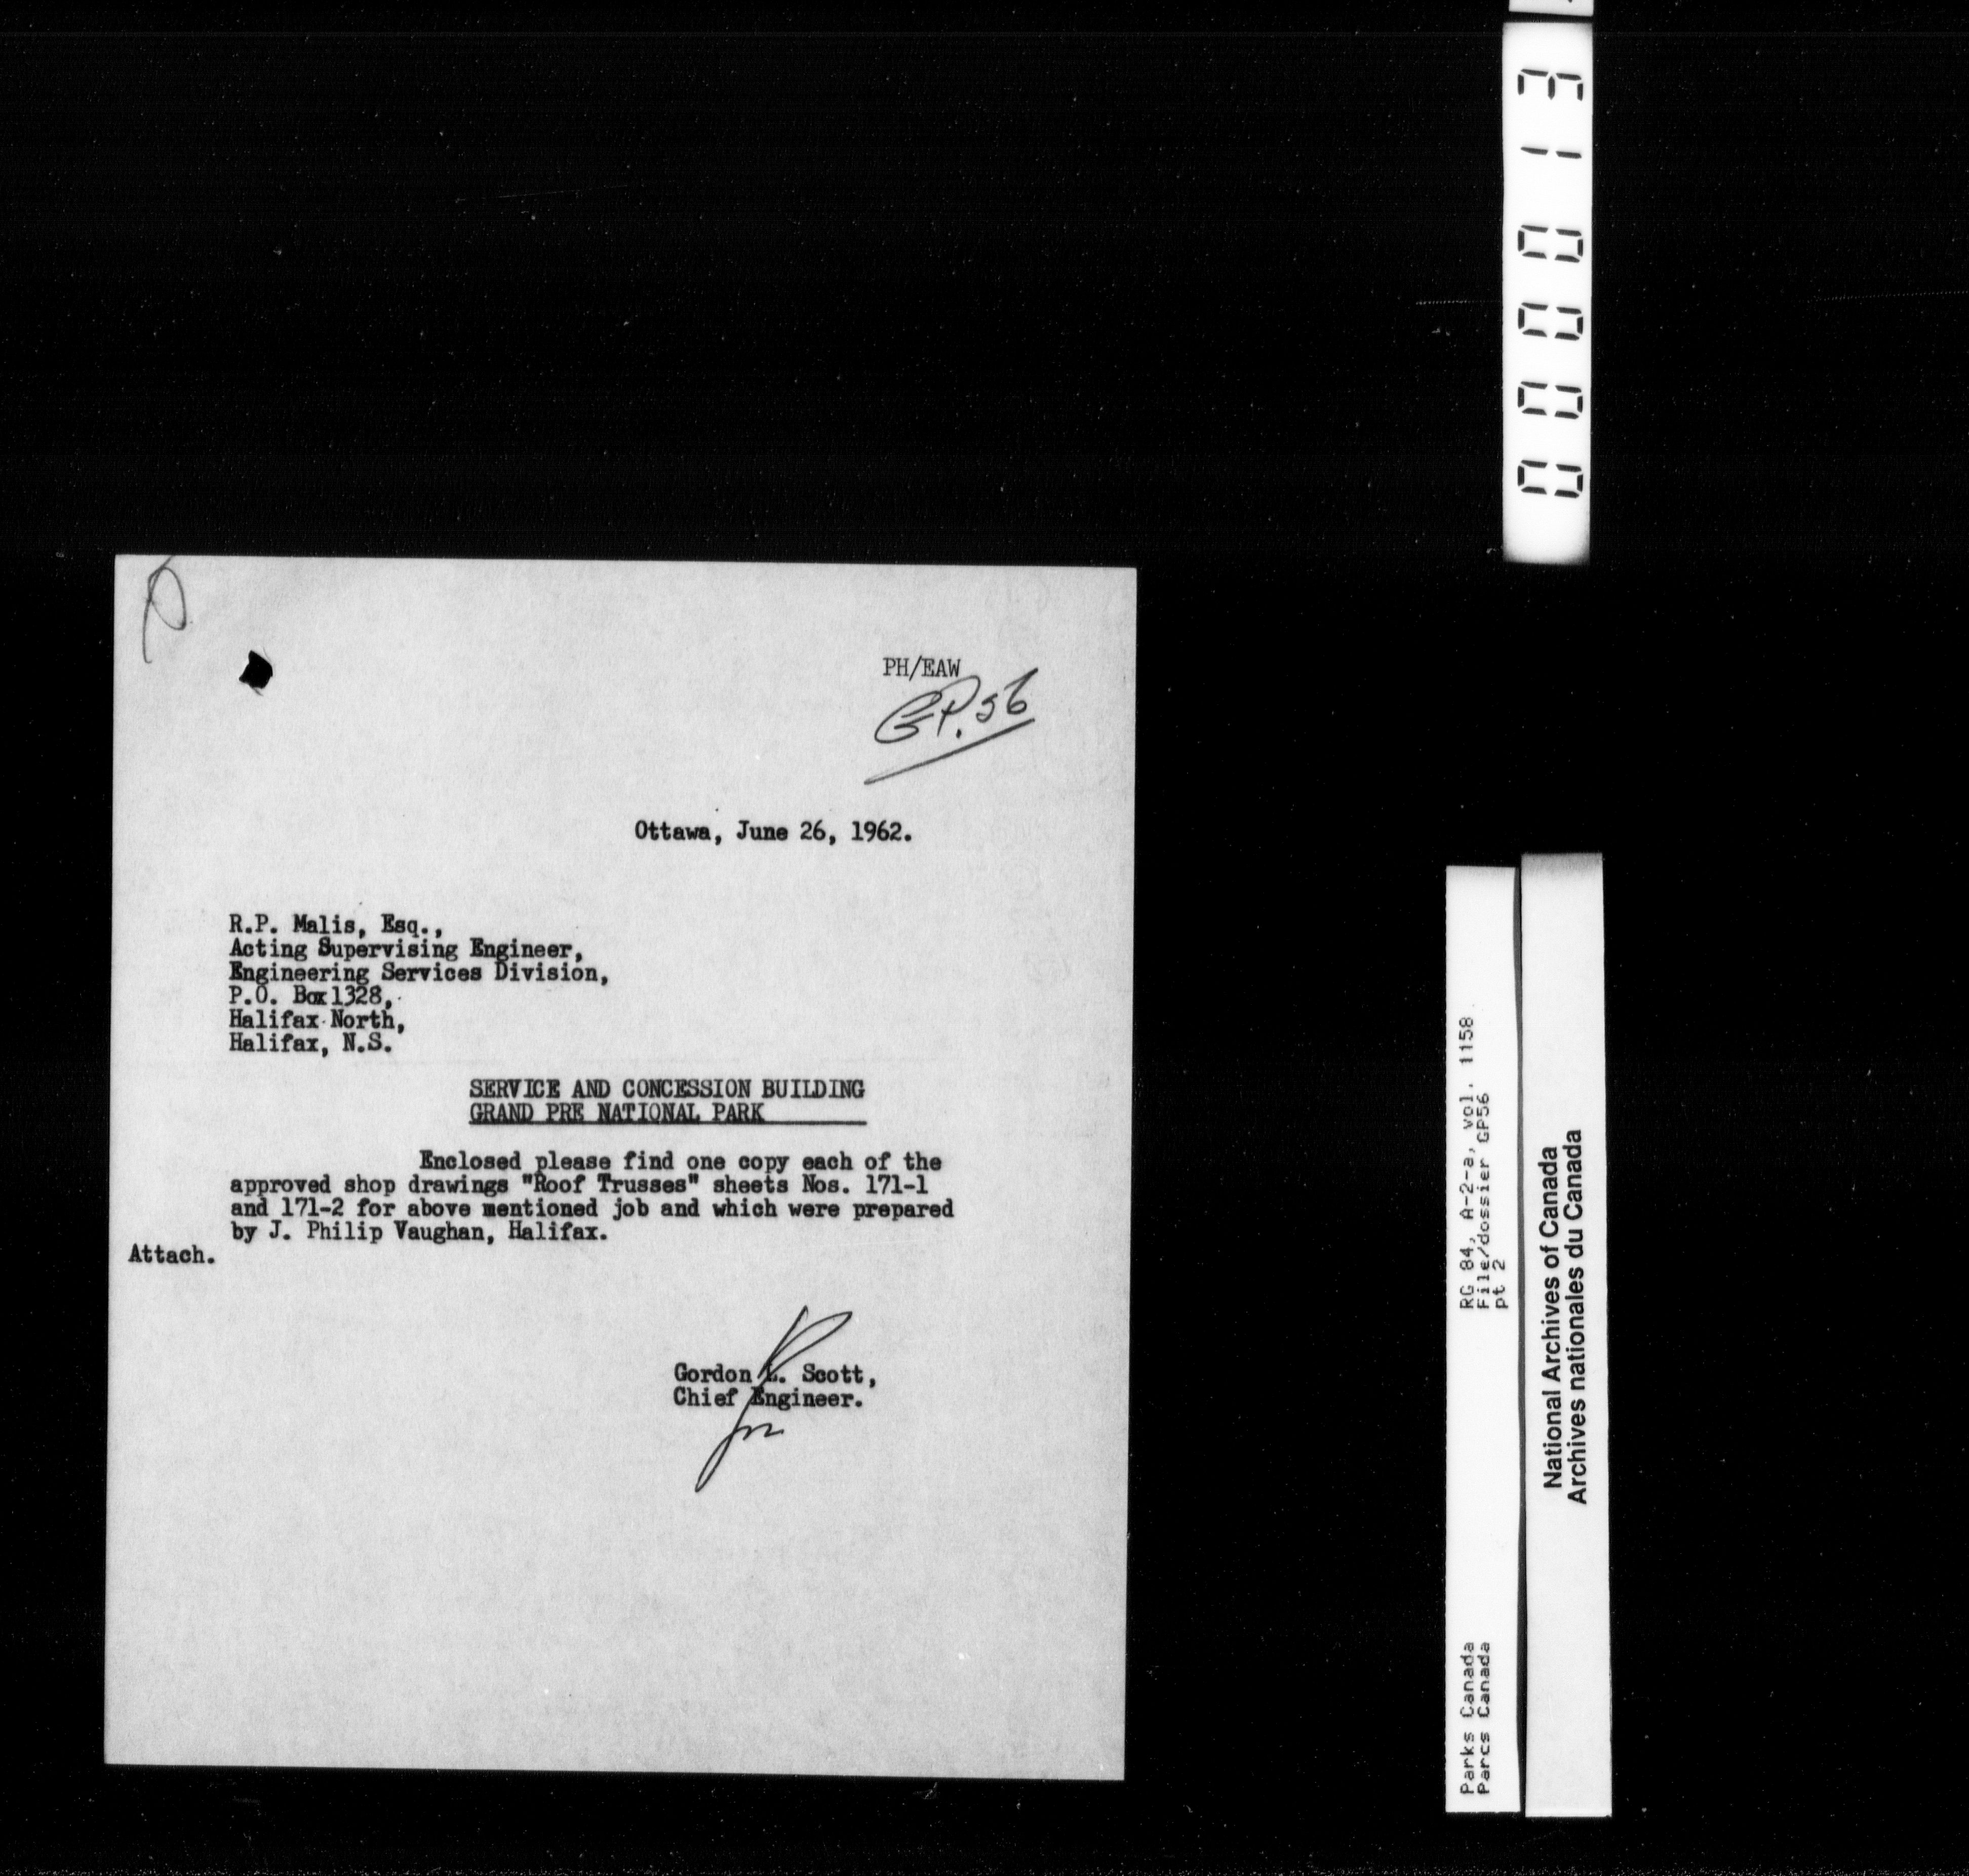 PH/EAW
GP.56
Ottawa, June 26, 1962.
R.P. Malis, Esq.,
Acting Supervising Engineer,
Engineering Services Division,
P.O. Box 1328,
Halifax North,
Halifax, N.S.
SERVICE AND CONCESSION BUILDING
GRAND PRE NATIONAL PARK
Enclosed please find one copy each of the
approved shop drawings "Roof Trusses" sheets Nos. 171-1
and 171-2 for above mentioned job and which were prepared
by J. Philip Vaughan, Halifax.
Attach.
Gordon L. Scott,
Chief Engineer.
000013
RG 84, A-2-a, vol. 1158
File/dossier GP56
pt 2
Parks Canada
Parcs Canada
National Archives of Canada
Archives nationales du Canada